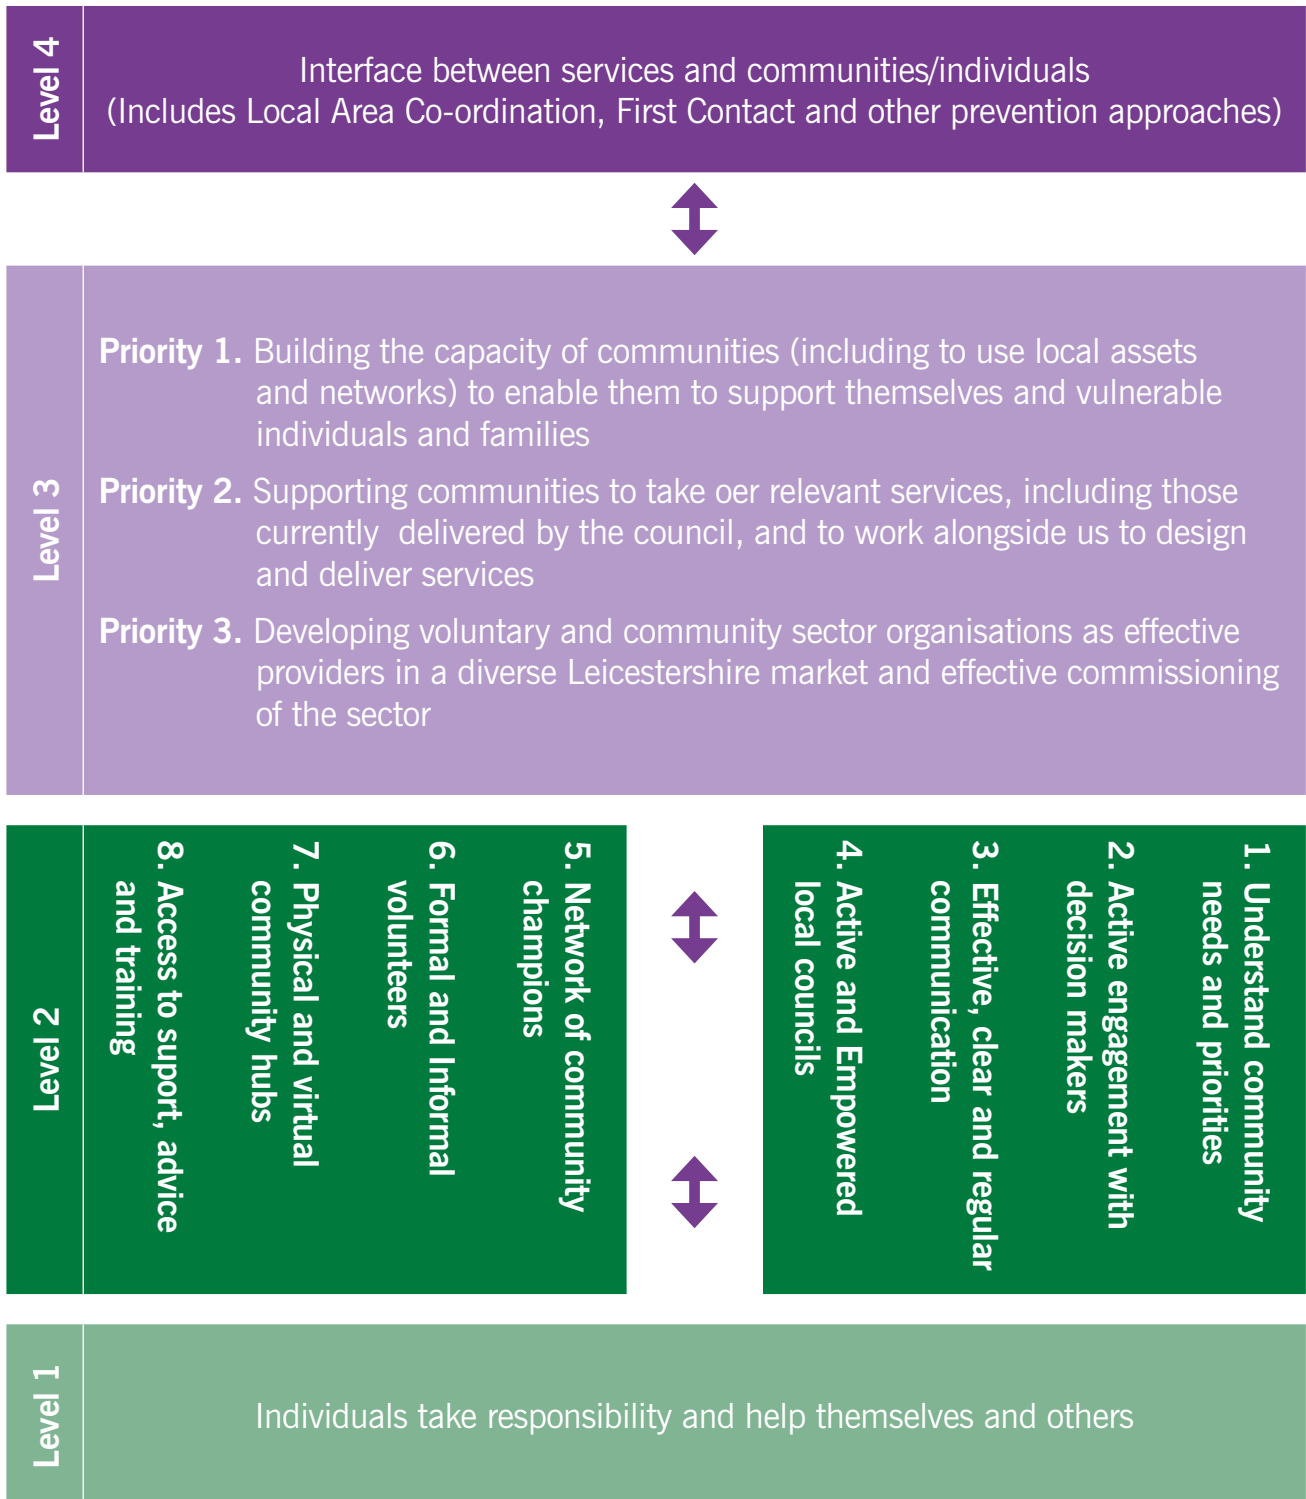 Level 4
Interface between services and communities/individuals
(Includes Local Area Co-ordination, First Contact and other prevention approaches)
Level 3
Priority 1. Building the capacity of communities (including to use local assets
and networks) to enable them to support themselves and vulnerable
individuals and families
Priority 2. Supporting communities to take oer relevant services, including those
currently delivered by the council, and to work alongside us to design
and deliver services
Priority 3. Developing voluntary and community sector organisations as effective
providers in a diverse Leicestershire market and effective commissioning
of the sector
Level 2
1. Understand community
needs and priorities
2. Active engagement with
decision makers
3. Effective, clear and regular
communication
4. Active and Empowered
local councils
5. Network of community
champions
6. Formal and Informal
volunteers
7. Physical and virtual
community hubs
8. Access to suport, advice
and training
Level 1
Individuals take responsibility and help themselves and others